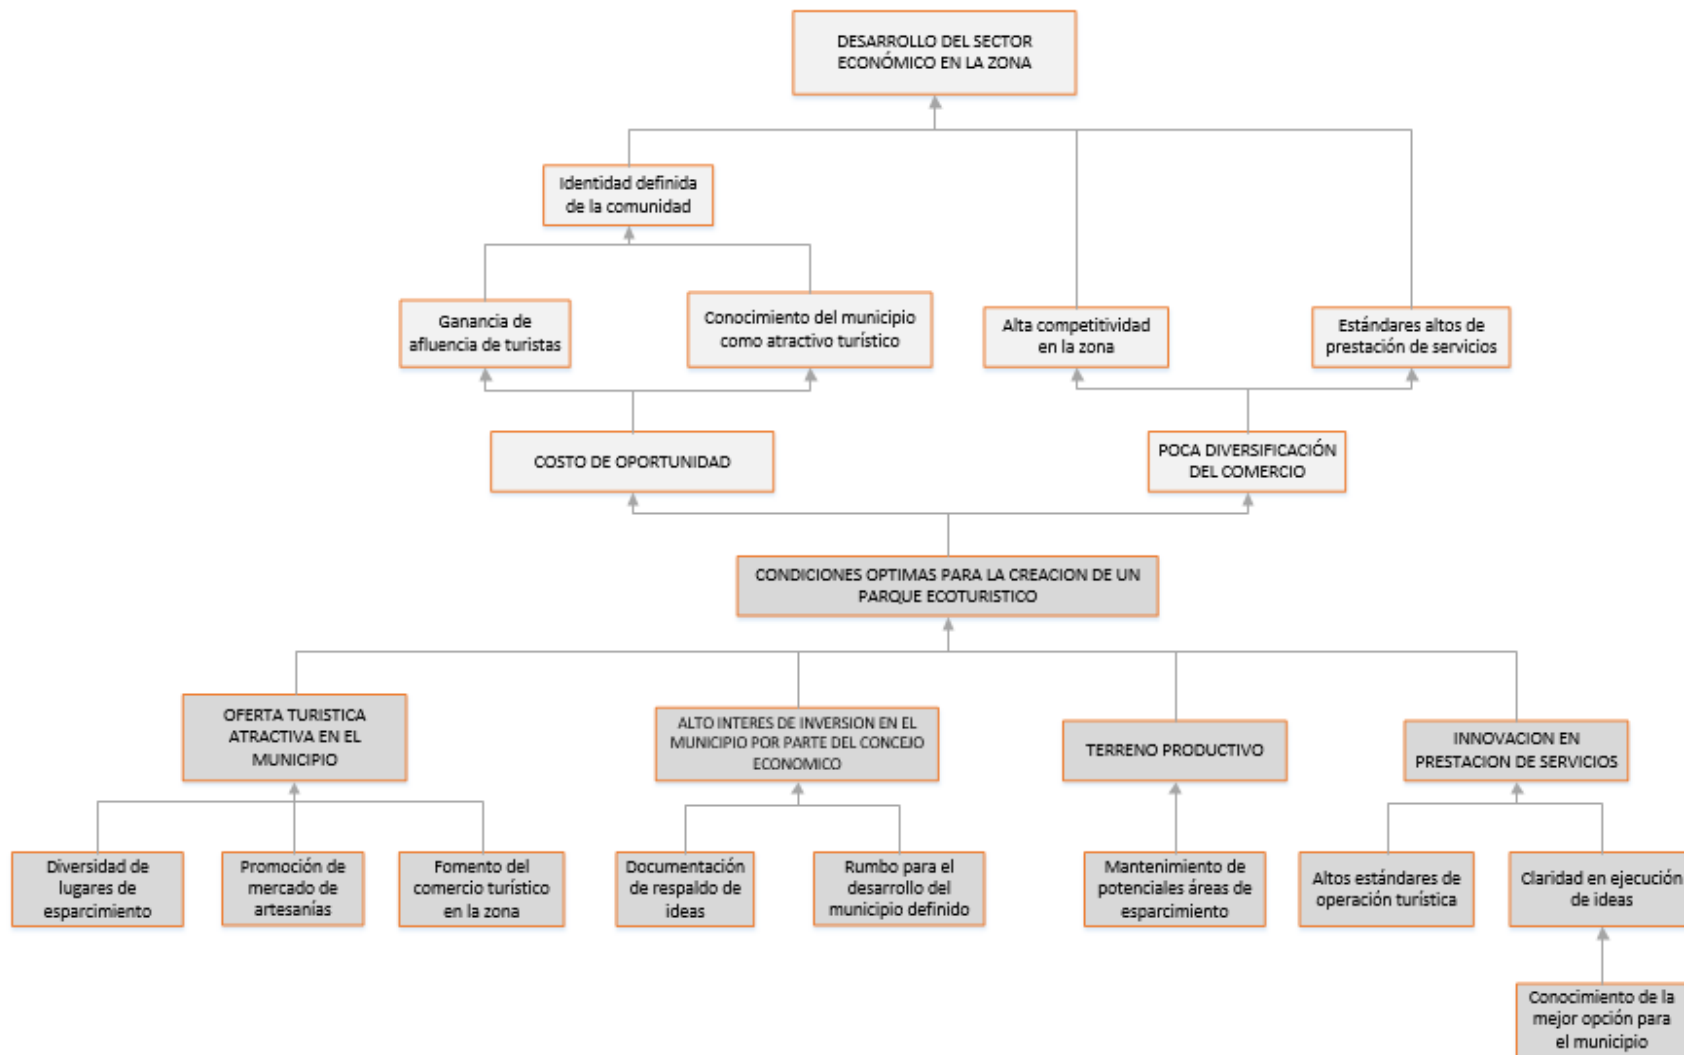 DESARROLLO DEL SECTOR
ECONÓMICO EN LA ZONA
Identidad definida
de la comunidad
Ganancia de
afluencia de turistas
Conocimiento del municipio
como atractivo turístico
Alta competitividad
en la zona
Estándares altos de
prestación de servicios
COSTO DE OPORTUNIDAD
POCA DIVERSIFICACIÓN
DEL COMERCIO
CONDICIONES OPTIMAS PARA LA CREACION DE UN
PARQUE ECOTURISTICO
OFERTA TURISTICA
ATRACTIVA EN EL
MUNICIPIO
ALTO INTERES DE INVERSION EN EL
MUNICIPIO POR PARTE DEL CONCEJO
ECONOMICO
TERRENO PRODUCTIVO
INNOVACION EN
PRESTACION DE SERVICIOS
Diversidad de
lugares de
esparcimiento
Promoción de
mercado de
artesanías
Fomento del
comercio turístico
en la zona
Documentación
de respaldo de
ideas
Rumbo para el
desarrollo del
municipio definido
Mantenimiento de
potenciales áreas de
esparcimiento
Altos estándares de
operación turística
Claridad en ejecución
de ideas
Conocimiento de la
mejor opción para
el municipio